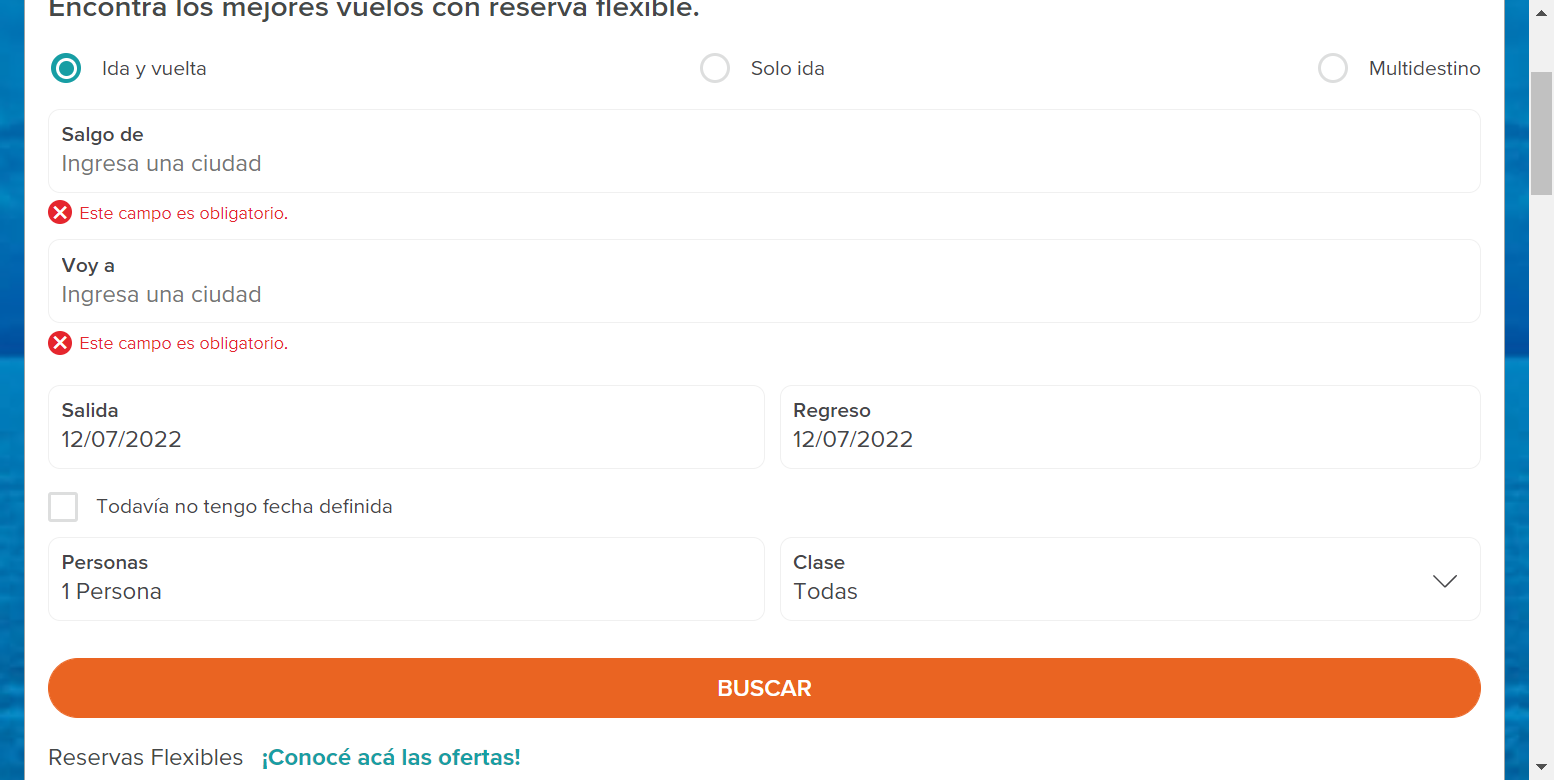 Encontrá los mejores vuelos con reserva flexible.
Ida y vuelta
Solo ida
Multidestino
Salgo de
Ingresa una ciudad
Este campo es obligatorio.
Voy a
Ingresa una ciudad
Este campo es obligatorio.
Salida
12/07/2022
Regreso
12/07/2022
Todavía no tengo fecha definida
Personas
1 Persona
Clase
Todas
BUSCAR
Reservas Flexibles ¡Conocé acá las ofertas!